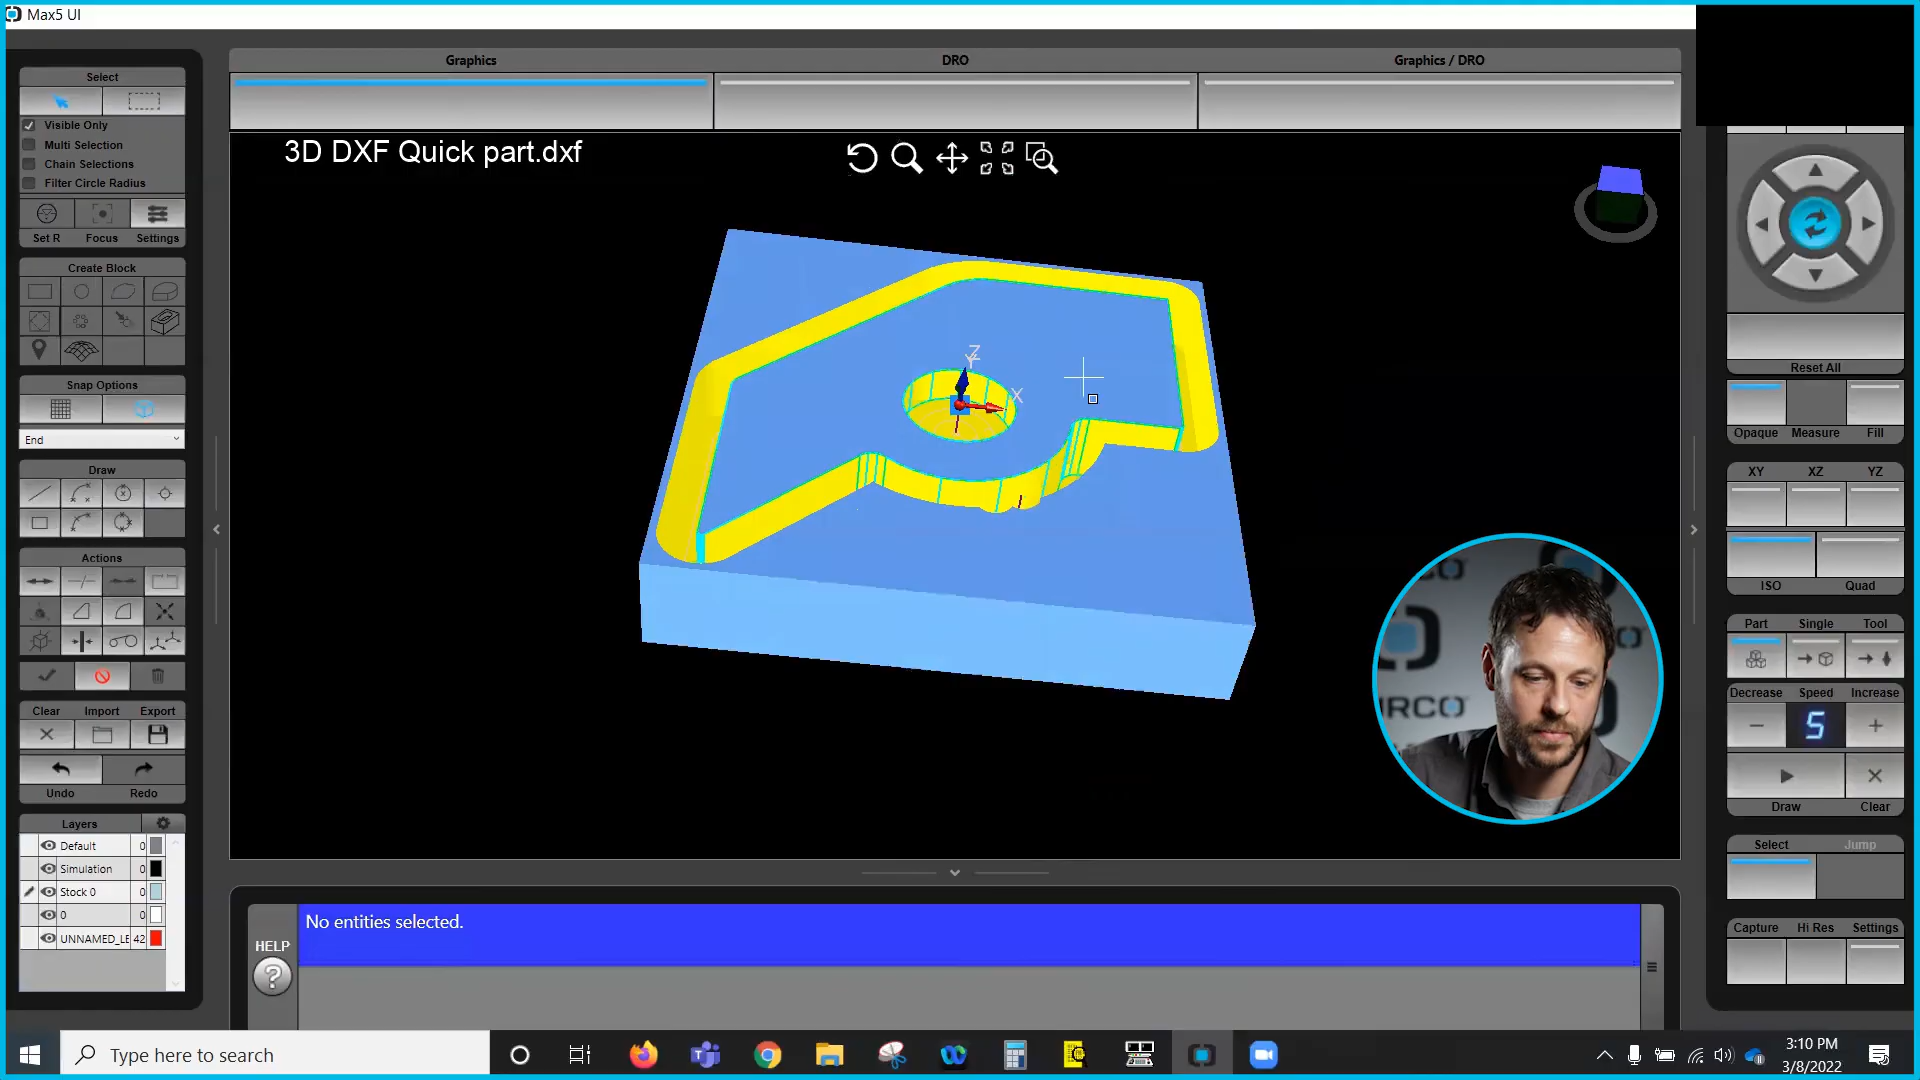 Max5 UI
Graphics
DRO
Graphics / DRO
3D DXF Quick part.dxf
Select
Visible Only
Multi Selection
Chain Selections
Filter Circle Radius
Set R
Focus
Settings
Create Block
Snap Options
End
Draw
Actions
Clear
Import
Export
Undo
Redo
Layers
Default 0
Simulation 0
Stock 0 0
0 0
UNNAMED_LE 42
Z
Y
X
Reset All
Opaque
Measure
Fill
XY
XZ
YZ
ISO
Quad
Part
Single
Tool
Decrease
Speed
Increase
5
Draw
Clear
Select
Jump
Capture
Hi Res
Settings
URCO
HELP
?
No entities selected.
Type here to search
3:10 PM
3/8/2022